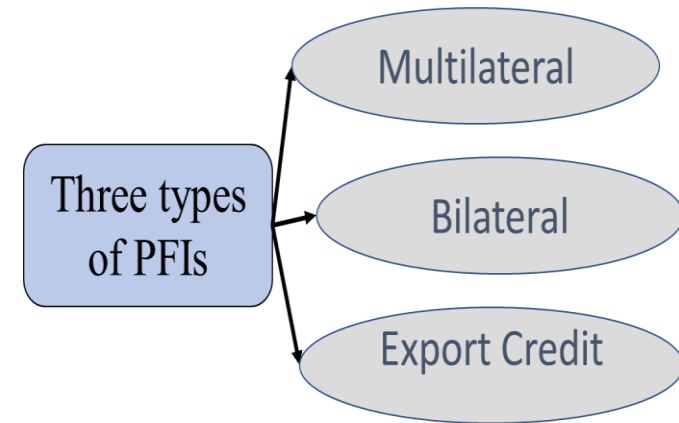 Three types
of PFIs
Multilateral
Bilateral
Export Credit